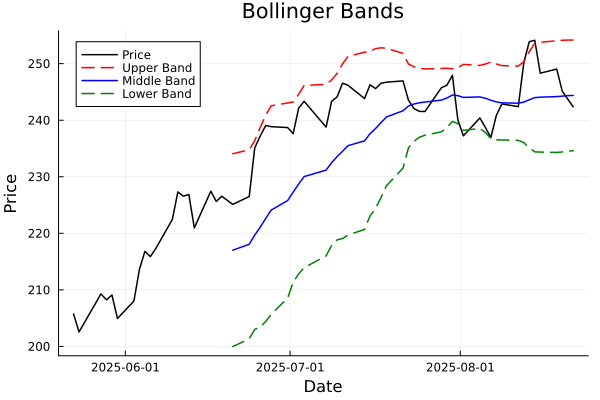 Bollinger Bands
Price
Upper Band
Middle Band
Lower Band
Price
250
240
230
220
210
200
2025-06-01
2025-07-01
2025-08-01
Date